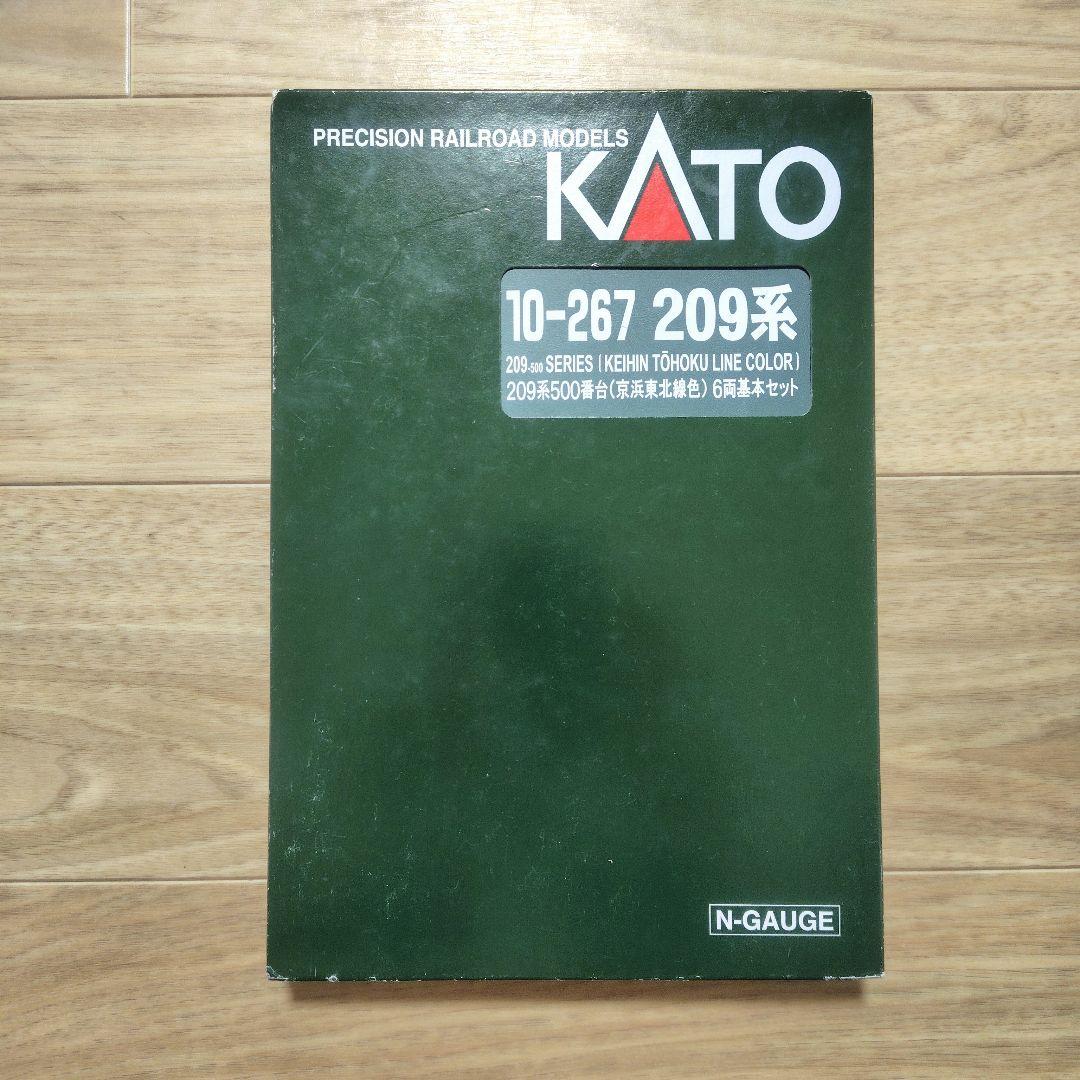 PRECISION RAILROAD MODELS
KATO
10-267 209系
209-500 SERIES (KEIHIN TŌHOKU LINE COLOR)
209系500番台(京浜東北線色) 6両基本セット
N-GAUGE